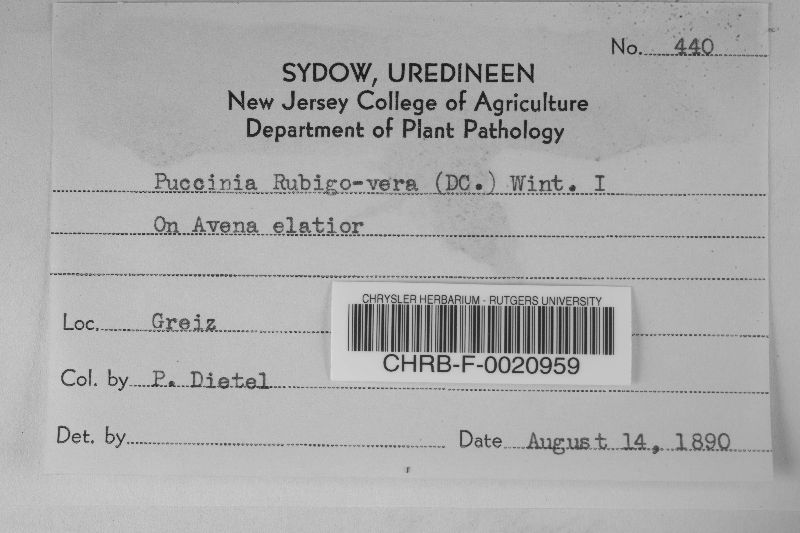 No. 440
SYDOW, UREDINEEN
New Jersey College of Agriculture
Department of Plant Pathology
Puccinia Rubigo-vera (DC.) Wint. I
On Avena elatior
Loc. Greiz
CHRYSLER HERBARIUM - RUTGERS UNIVERSITY
CHRB-F-0020959
Col. by P. Dietel
Det. by
Date August 14, 1890